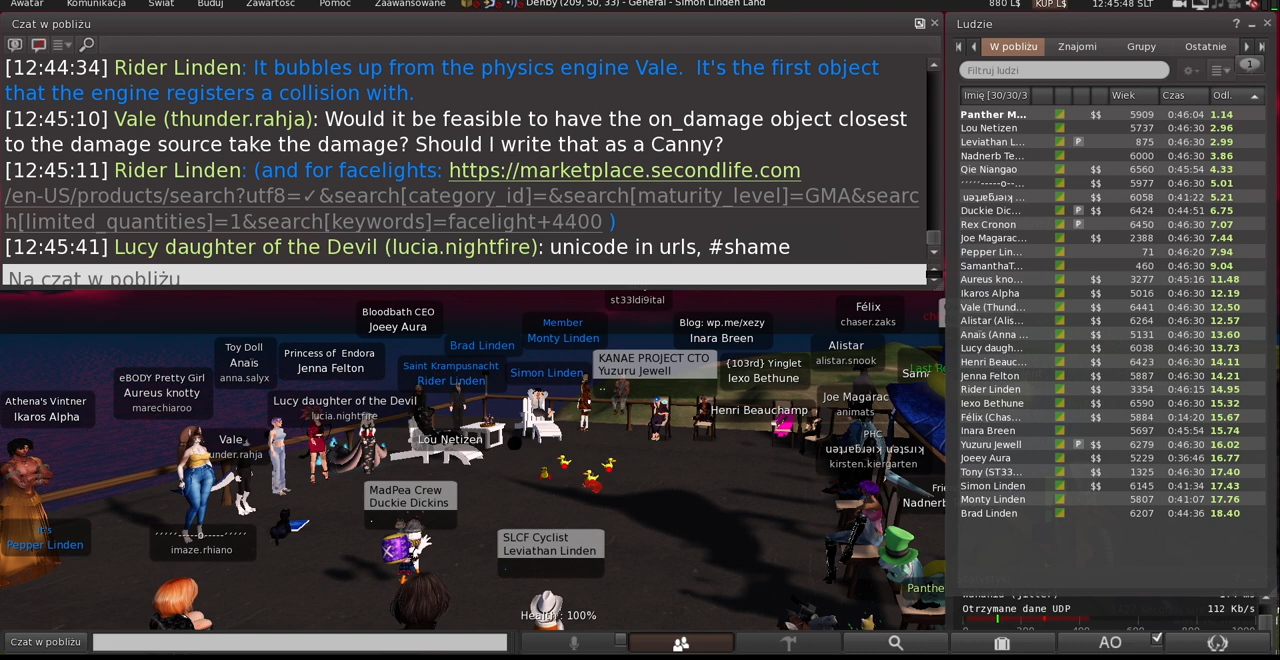 Awatar Komunikacja Świat Buduj Zawartość Pomoc Zaawansowane Denby (209, 50, 33) - General - Simon Linden Land 880 L$ KUP L$ 12:45:48 SLT
Czat w pobliżu
[12:44:34] Rider Linden: It bubbles up from the physics engine Vale.  It's the first object
that the engine registers a collision with.
[12:45:10] Vale (thunder.rahja): Would it be feasible to have the on_damage object closest
to the damage source take the damage? Should I write that as a Canny?
[12:45:11] Rider Linden: (and for facelights: https://marketplace.secondlife.com
/en-US/products/search?utf8=✓&search[category_id]=&search[maturity_level]=GMA&searc
h[limited_quantities]=1&search[keywords]=facelight+4400 )
[12:45:41] Lucy daughter of the Devil (lucia.nightfire): unicode in urls, #shame
Na czat w pobliżu
st33ldi9ital
Bloodbath CEO
Joeey Aura
Félix
chaser.zaks
Member
Monty Linden
Blog: wp.me/xezy
Inara Breen
Brad Linden
Toy Doll
Anaïs
anna.salyx
Princess of Endora
Jenna Felton
Alistar
alistar.snook
KANAE PROJECT CTO
Yuzuru Jewell
..
Saint Krampusnacht
Rider Linden
Simon Linden
{103rd} Yinglet
Iexo Bethune
eBODY Pretty Girl
Aureus knotty
marechiaroo
Athena's Vintner
Ikaros Alpha
Lucy daughter of the Devil
lucia.nightfire
Joe Magarac
animats
Henri Beauchamp
Vale
under.rahja
Lou Netizen
PHC
uǝʇɹɐƃɹǝıʞ uǝʇsɹıʞ
kirsten.kiergarten
MadPea Crew
Duckie Dickins
.
Nadnerb
Pepper Linden
imaze.rhiano
SLCF Cyclist
Leviathan Linden
.
Panthe
Health : 100%
Czat w pobliżu
Ludzie
W pobliżu Znajomi Grupy Ostatnie
Filtruj ludzi 1
Imię [30/30/3 Wiek Czas Odl.
Panther M... $$ 5909 0:46:04 1.14
Lou Netizen 5737 0:46:30 2.96
Leviathan L... P 875 0:46:30 2.99
Nadnerb Te... 6000 0:46:30 3.86
Qie Niangao $$ 6560 0:45:54 4.33
՛՛՛՛՛-----o--... $$ 5977 0:46:30 5.01
uǝʇɹɐƃɹǝıʞ ... $$ 6058 0:41:22 5.21
Duckie Dic... P $$ 6424 0:44:51 6.75
Rex Cronon P 6450 0:46:30 7.07
Joe Magarac... $$ 2388 0:46:30 7.44
Pepper Lin... 71 0:46:20 7.94
SamanthaT... 460 0:46:30 9.04
Aureus kno... $$ 3277 0:45:16 11.48
Ikaros Alpha $$ 5016 0:46:30 12.19
Vale (Thund... $$ 6441 0:46:30 12.50
Alistar (Alis... $$ 6064 0:46:30 12.57
Anaïs (Anna ... $$ 5131 0:46:30 13.60
Lucy daugh... $$ 6038 0:46:30 13.73
Henri Beauc... $$ 6423 0:46:30 14.11
Jenna Felton $$ 5887 0:46:30 14.21
Rider Linden $$ 3354 0:46:15 14.95
Iexo Bethune $$ 6590 0:46:30 15.32
Félix (Chas... $$ 5884 0:14:20 15.67
Inara Breen 5697 0:45:54 15.74
Yuzuru Jewell P $$ 6279 0:46:30 16.02
Joeey Aura $$ 5229 0:36:46 16.77
Tony (ST33... $$ 1325 0:46:30 17.40
Simon Linden $$ 6145 0:41:34 17.43
Monty Linden 5807 0:41:07 17.76
Brad Linden 6207 0:44:36 18.40
Otrzymane dane UDP 112 Kb/s
AO